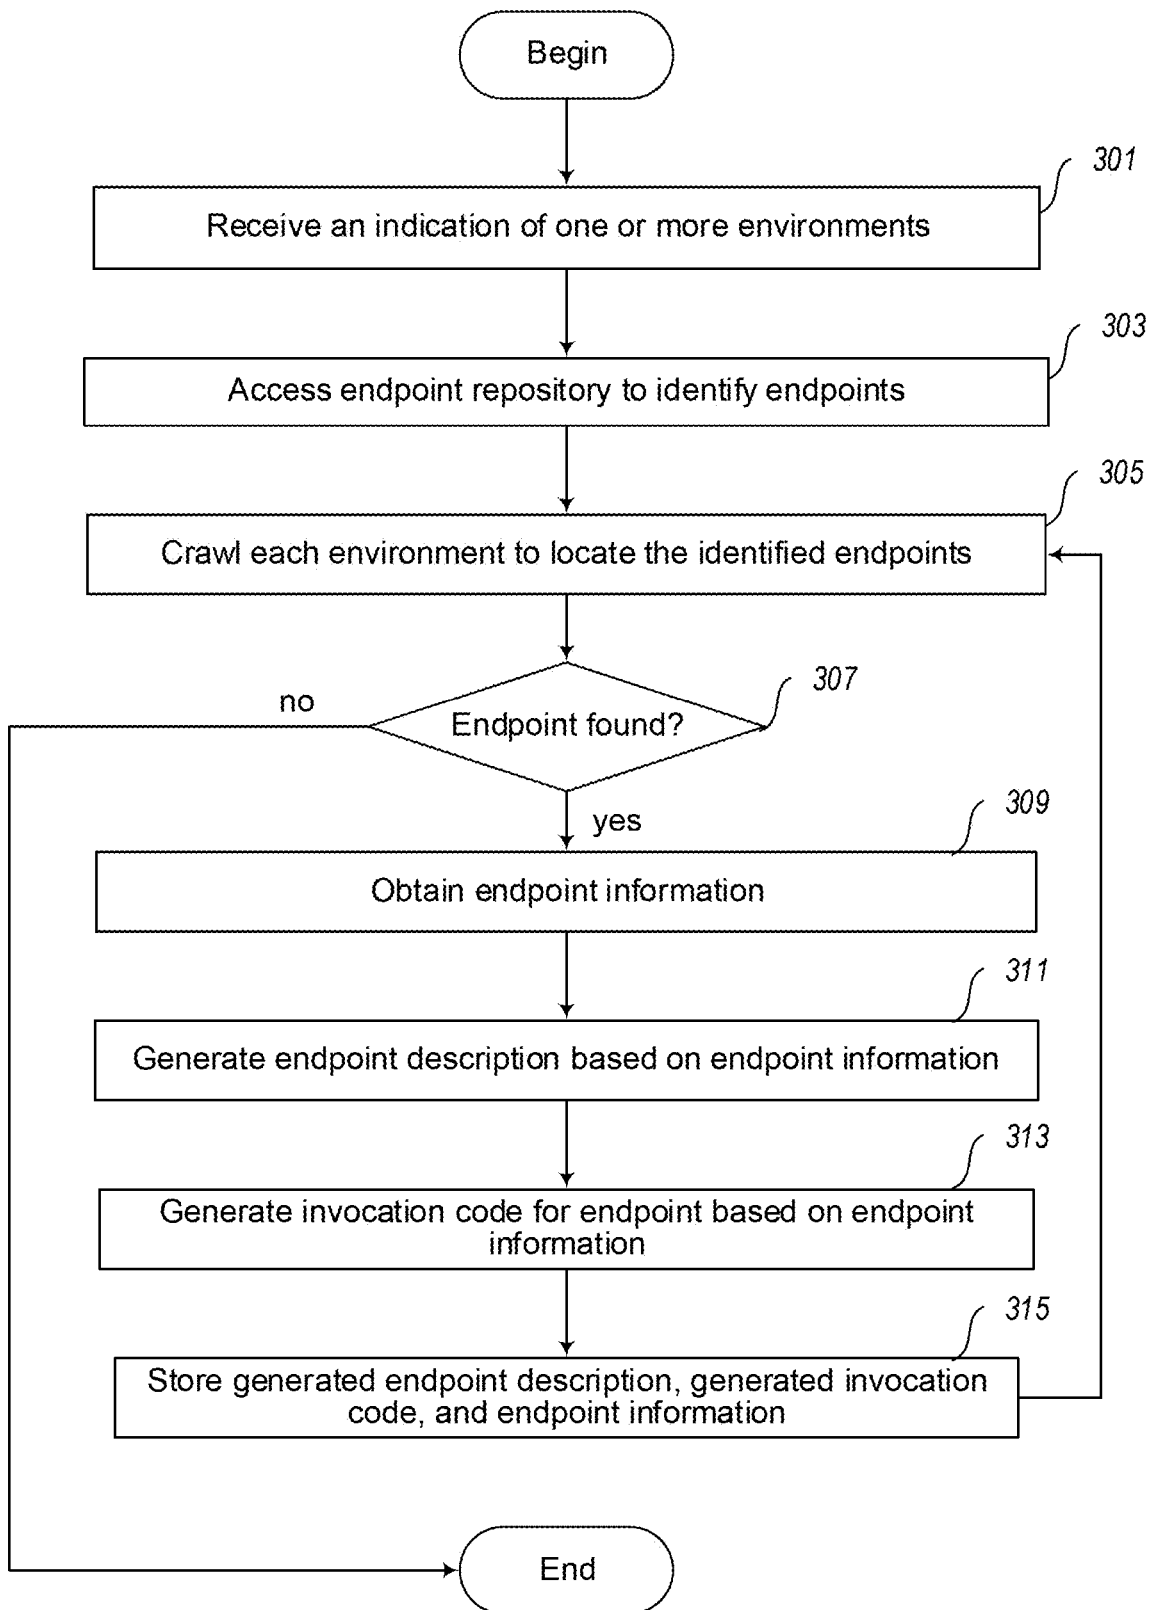 Begin
301
Receive an indication of one or more environments
303
Access endpoint repository to identify endpoints
305
Crawl each environment to locate the identified endpoints
307
no
Endpoint found?
yes
309
Obtain endpoint information
311
Generate endpoint description based on endpoint information
313
Generate invocation code for endpoint based on endpoint
information
315
Store generated endpoint description, generated invocation
code, and endpoint information
End